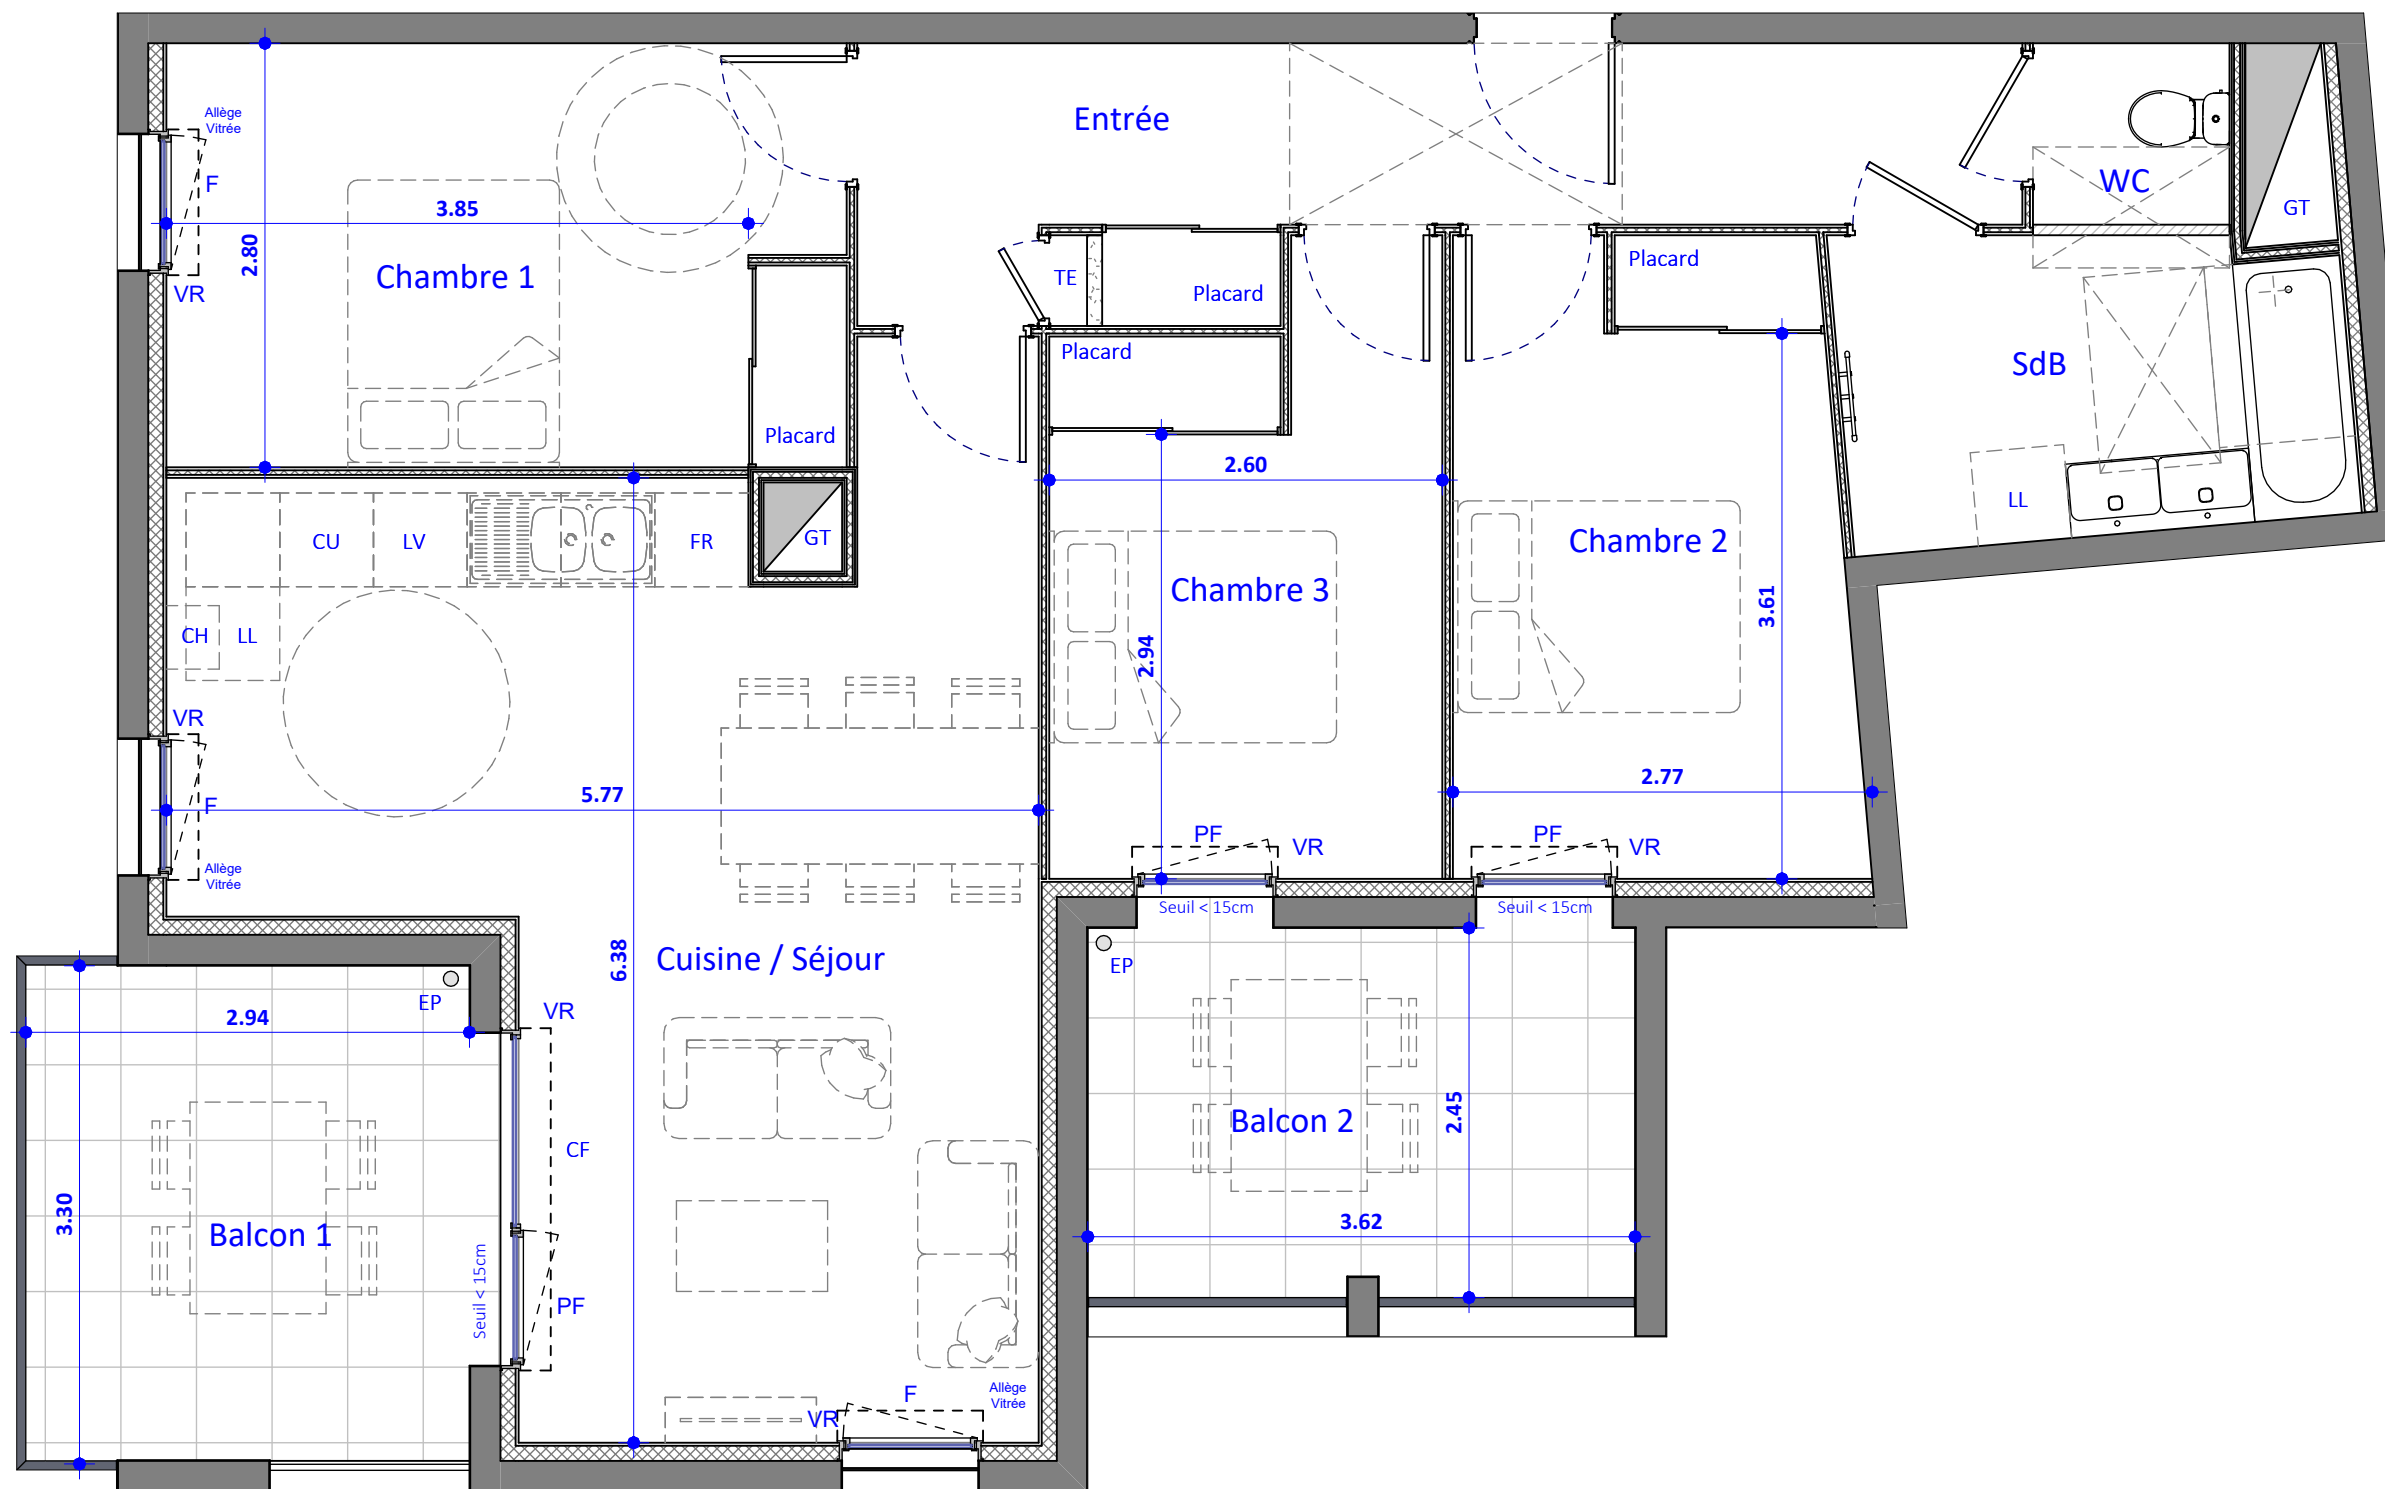 Allège
Vitrée
F
VR
2.80
3.85
Chambre 1
Placard
Entrée
TE
Placard
Placard
Placard
WC
GT
SdB
LL
CU
LV
FR
GT
CH
LL
VR
F
Allège
Vitrée
5.77
2.60
Chambre 3
2.94
Chambre 2
3.61
2.77
PF
VR
PF
VR
Seuil < 15cm
Seuil < 15cm
6.38
Cuisine / Séjour
EP
2.94
VR
CF
3.30
Balcon 1
Seuil < 15cm
PF
EP
Balcon 2
2.45
3.62
VR
F
Allège
Vitrée